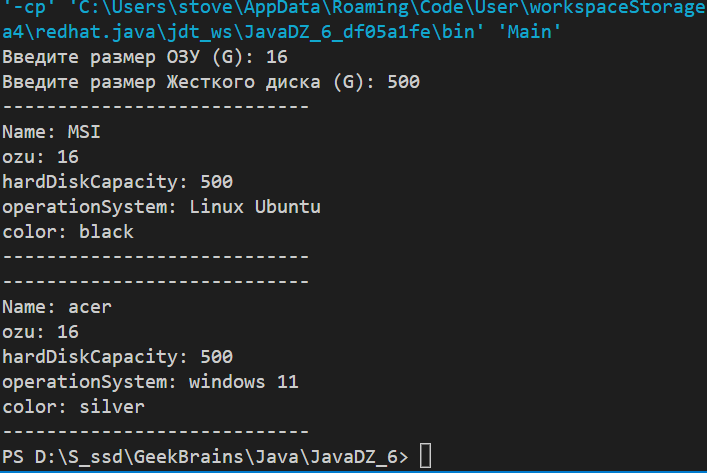 '-cp' 'C:\Users\stove\AppData\Roaming\Code\User\workspaceStorage
a4\redhat.java\jdt_ws\JavaDZ_6_df05a1fe\bin' 'Main'
Введите размер ОЗУ (G): 16
Введите размер Жесткого диска (G): 500
----------------------------
Name: MSI
ozu: 16
hardDiskCapacity: 500
operationSystem: Linux Ubuntu
color: black
----------------------------
----------------------------
Name: acer
ozu: 16
hardDiskCapacity: 500
operationSystem: windows 11
color: silver
----------------------------
PS D:\S_ssd\GeekBrains\Java\JavaDZ_6>